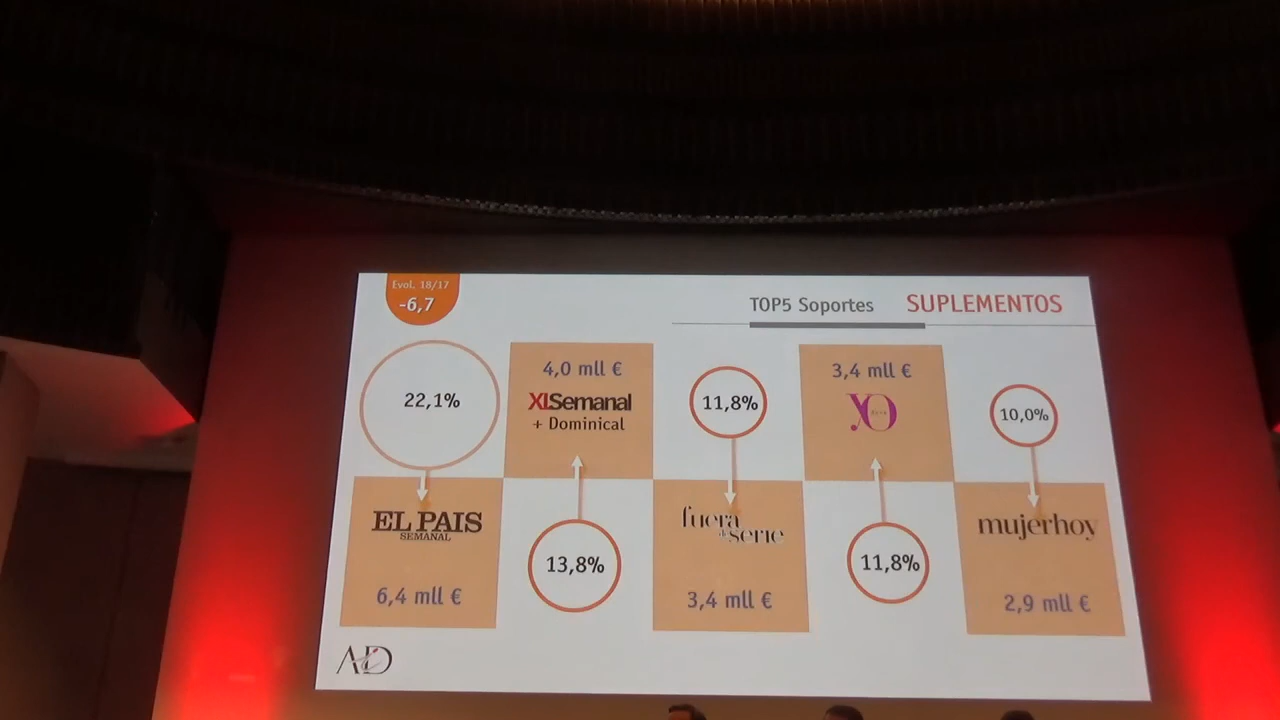 Evol. 18/17
-6,7
TOP5 Soportes
SUPLEMENTOS
22,1%
EL PAIS
SEMANAL
6,4 mll €
4,0 mll €
XLSemanal
+ Dominical
13,8%
11,8%
fuera
de serie
3,4 mll €
3,4 mll €
YO
11,8%
10,0%
mujerhoy
2,9 mll €
AD